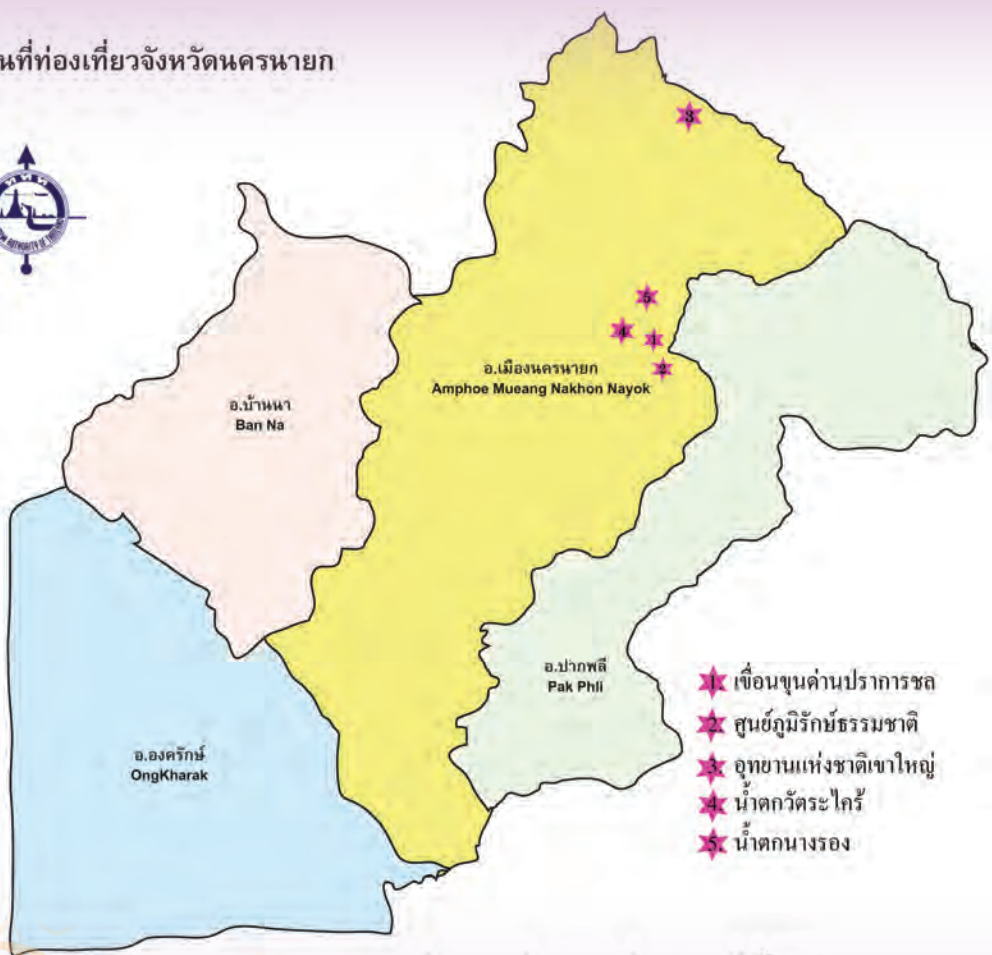 นที่ท่องเที่ยวจังหวัดนครนายก
ททท
AUTHORITY OF THAILAND
อ.บ้านนา
Ban Na
อ.เมืองนครนายก
Amphoe Mueang Nakhon Nayok
อ.ปากพลี
Pak Phli
อ.องครักษ์
OngKharak
3
5
4
1
2
1. เขื่อนขุนด่านปราการชล
2. ศูนย์ภูมิรักษ์ธรรมชาติ
3. อุทยานแห่งชาติเขาใหญ่
4. น้ำตกวัตระไคร้
5. น้ำตกนางรอง